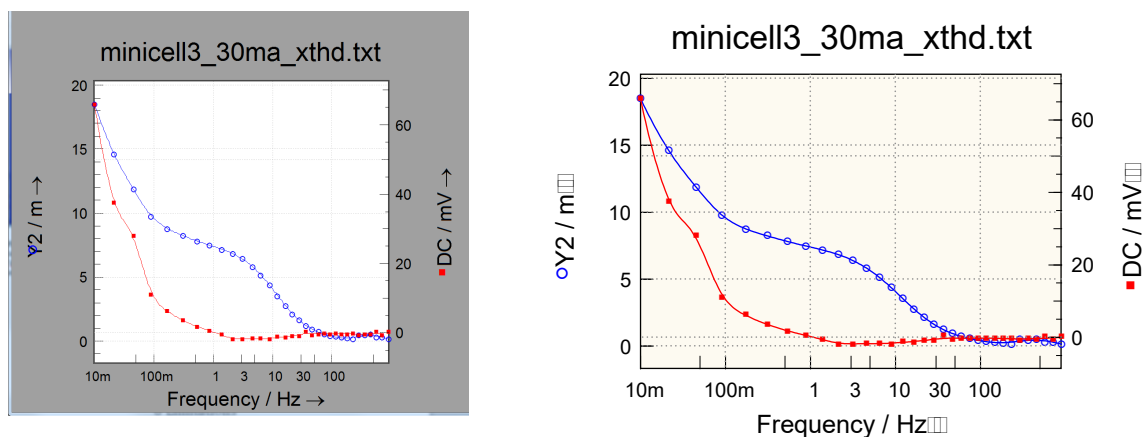 minicell3_30ma_xthd.txt
20
15
10
5
0
Y2 / m →
60
40
20
0
DC / mV →
10m 100m 1 3 10 30 100
Frequency / Hz →
minicell3_30ma_xthd.txt
20
15
10
5
0
Y2 / m□□
60
40
20
0
DC / mV□□
10m 100m 1 3 10 30 100
Frequency / Hz□□